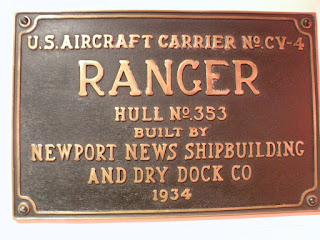 U.S. AIRCRAFT CARRIER No. CV-4
RANGER
HULL No. 353
BUILT BY
NEWPORT NEWS SHIPBUILDING
AND DRY DOCK CO
1934